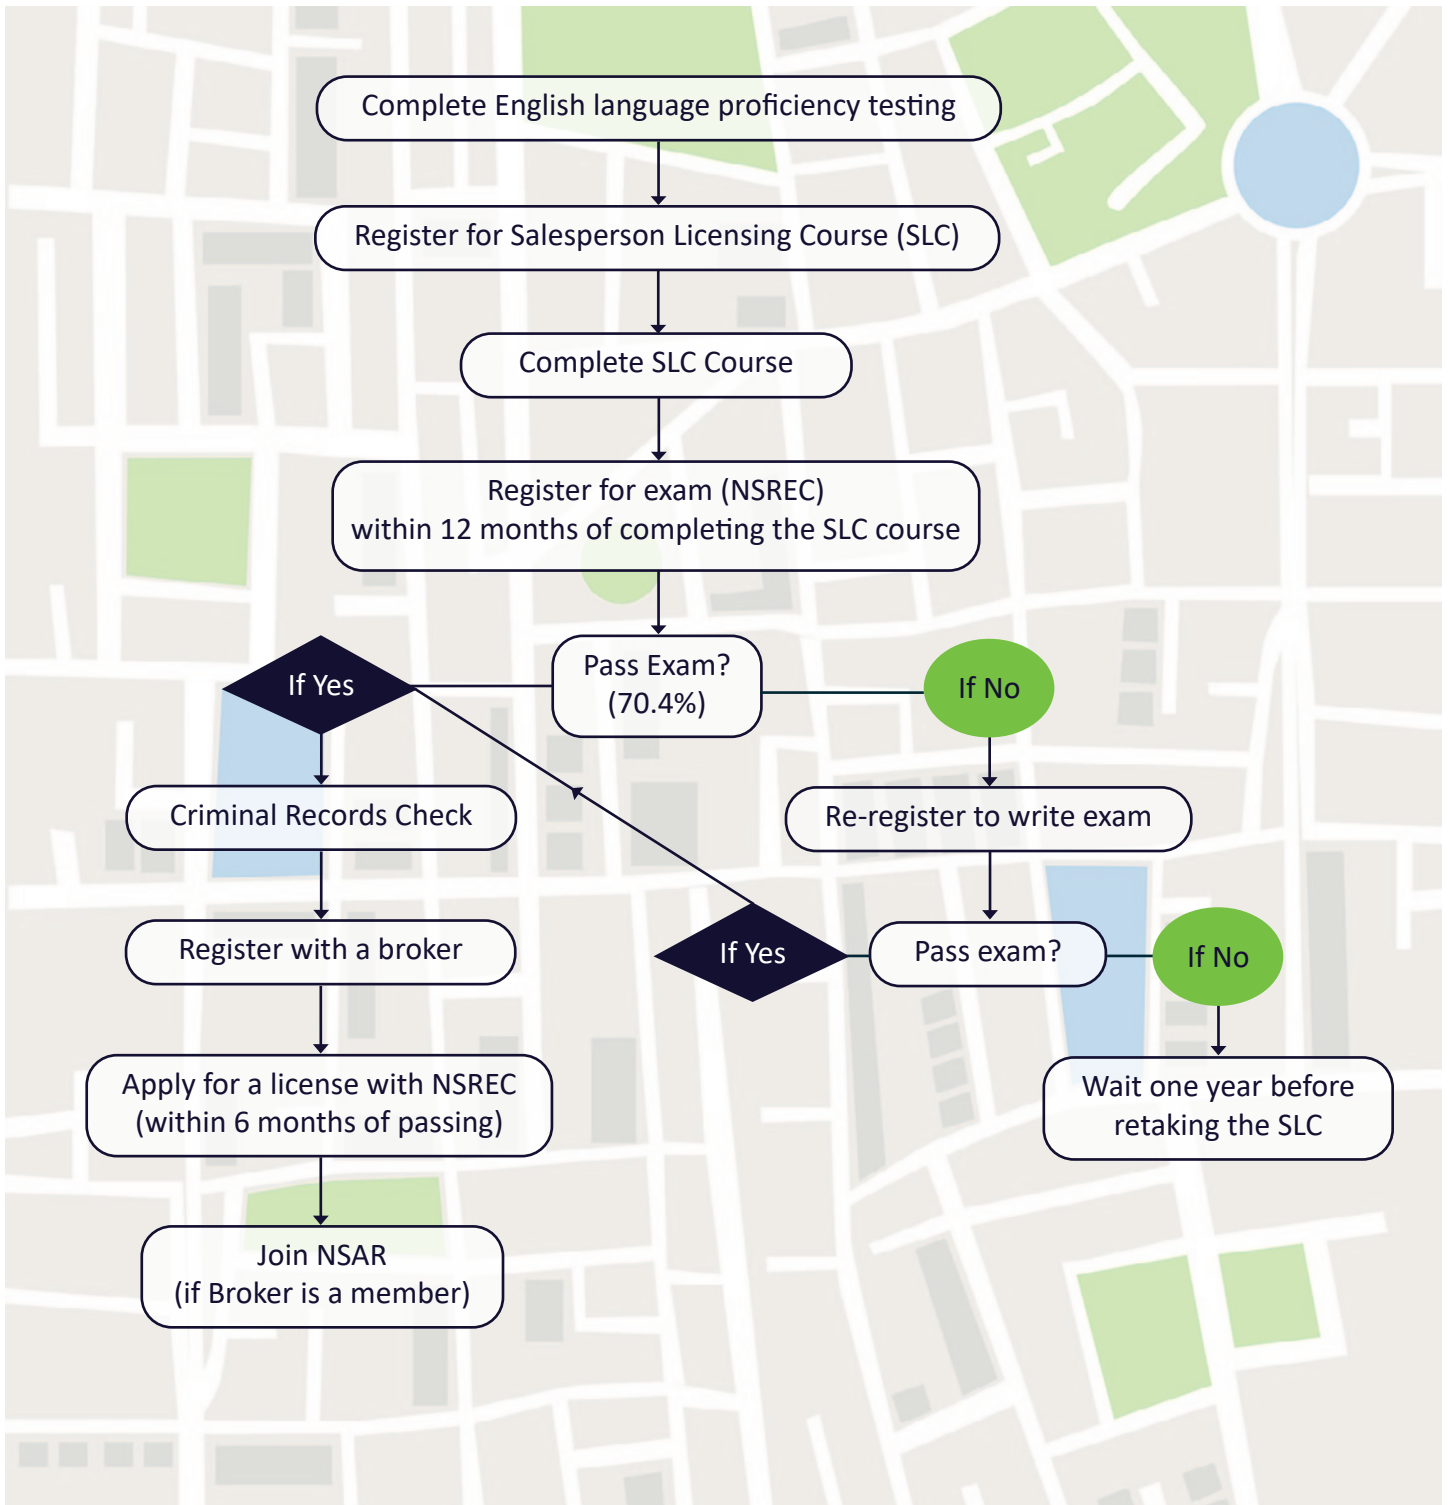 Complete English language proficiency testing
Register for Salesperson Licensing Course (SLC)
Complete SLC Course
Register for exam (NSREC)
within 12 months of completing the SLC course
Pass Exam?
(70.4%)
If Yes
If No
Criminal Records Check
Re-register to write exam
Register with a broker
If Yes
Pass exam?
If No
Apply for a license with NSREC
(within 6 months of passing)
Wait one year before
retaking the SLC
Join NSAR
(if Broker is a member)